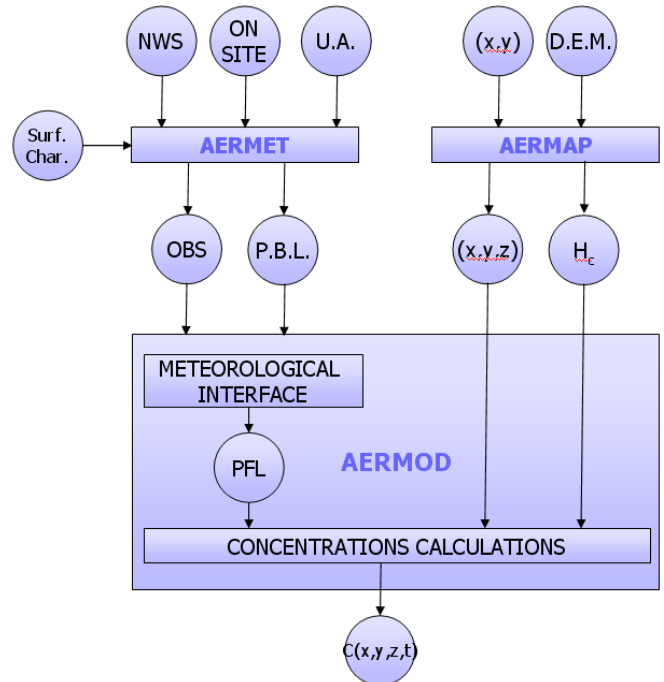 NWS
ON
SITE
U.A.
(x,y)
D.E.M.
Surf.
Char.
AERMET
AERMAP
OBS
P.B.L.
(x,y,z)
Hc
METEOROLOGICAL
INTERFACE
PFL
AERMOD
CONCENTRATIONS CALCULATIONS
C(x,y,z,t)